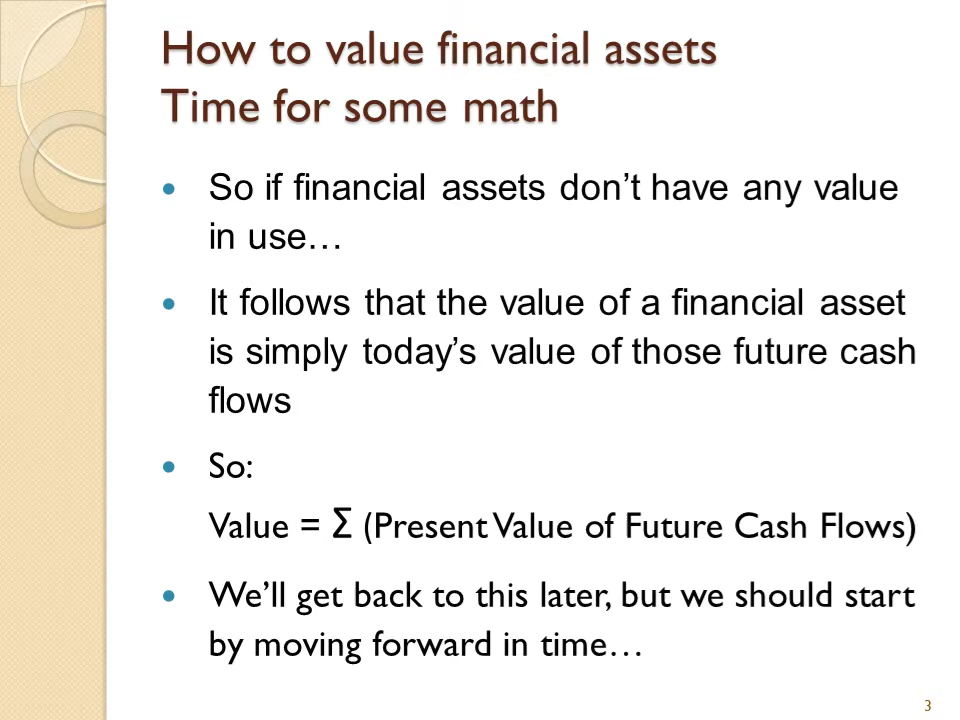 How to value financial assets
Time for some math
• So if financial assets don’t have any value
in use…
• It follows that the value of a financial asset
is simply today’s value of those future cash
flows
• So:
Value = Σ (Present Value of Future Cash Flows)
• We’ll get back to this later, but we should start
by moving forward in time…
3